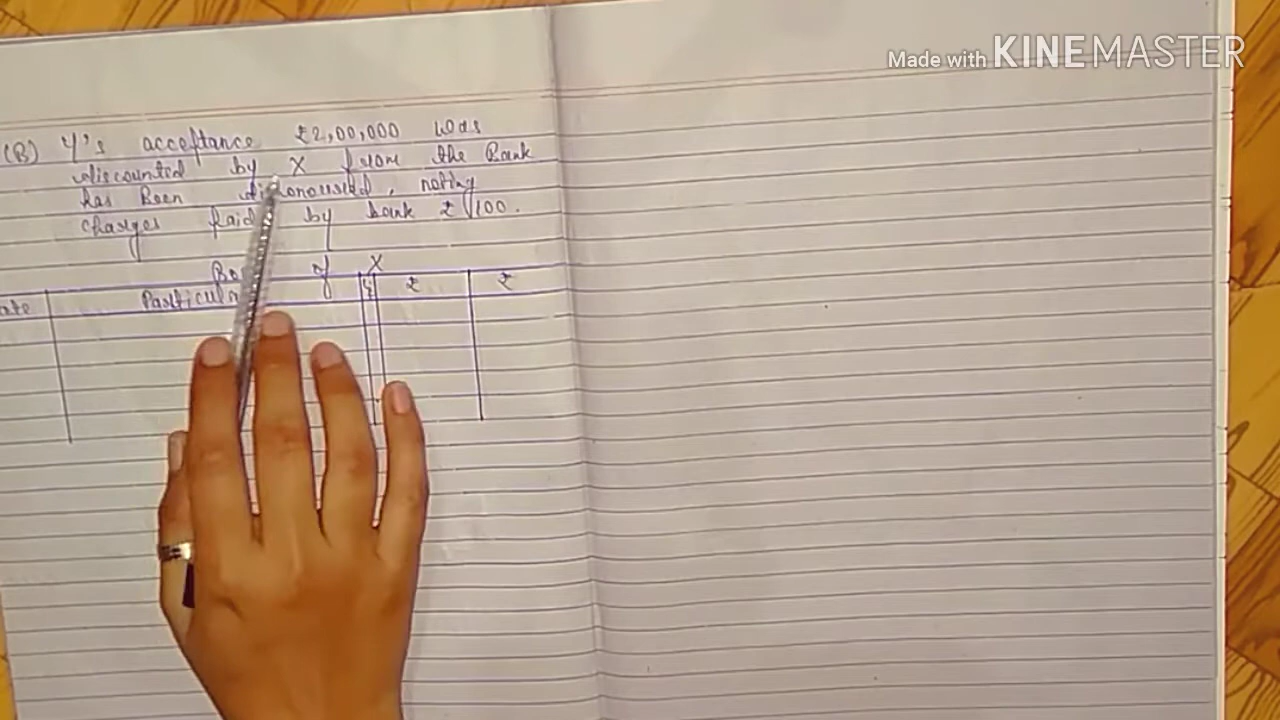 Made with KINEMASTER
(B) Y's acceptance ₹2,00,000 was
discounted by X from the Bank
has Been dishonoured, noting
charges paid by bank ₹ 100.
of X
₹ ₹